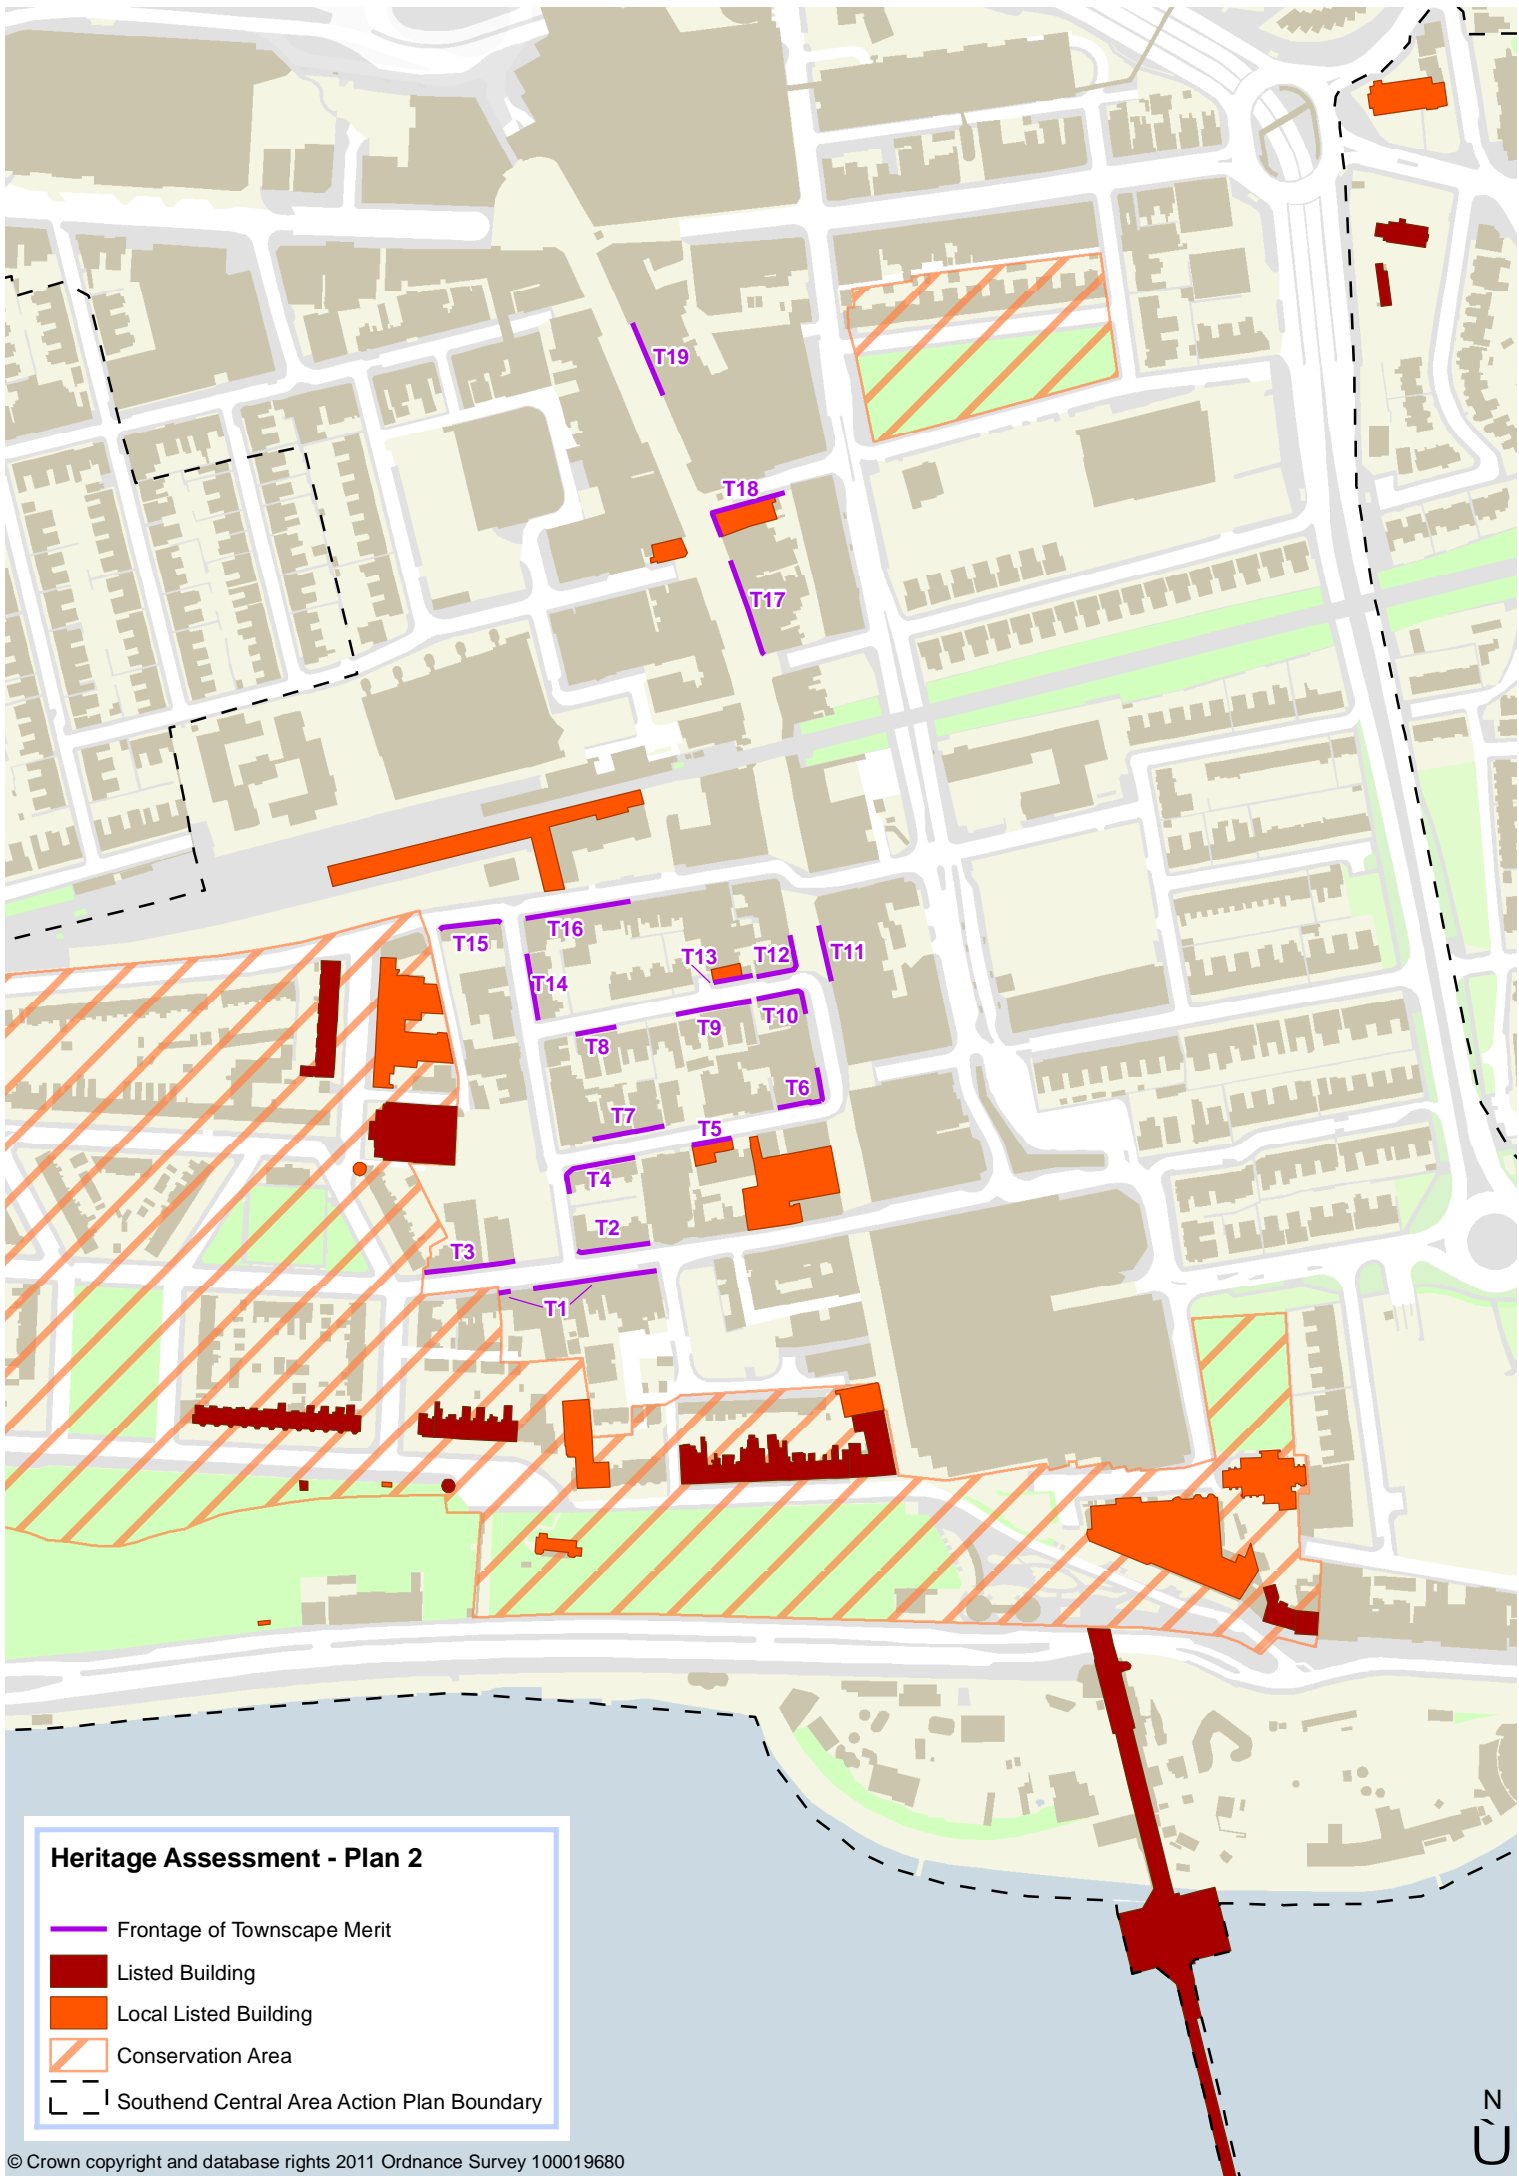 T19
T18
T17
T16
T15
T13
T12
T11
T14
T10
T9
T8
T6
T7
T5
T4
T2
T3
T1
Heritage Assessment - Plan 2
Frontage of Townscape Merit
Listed Building
Local Listed Building
Conservation Area
Southend Central Area Action Plan Boundary
N
Ù
© Crown copyright and database rights 2011 Ordnance Survey 100019680